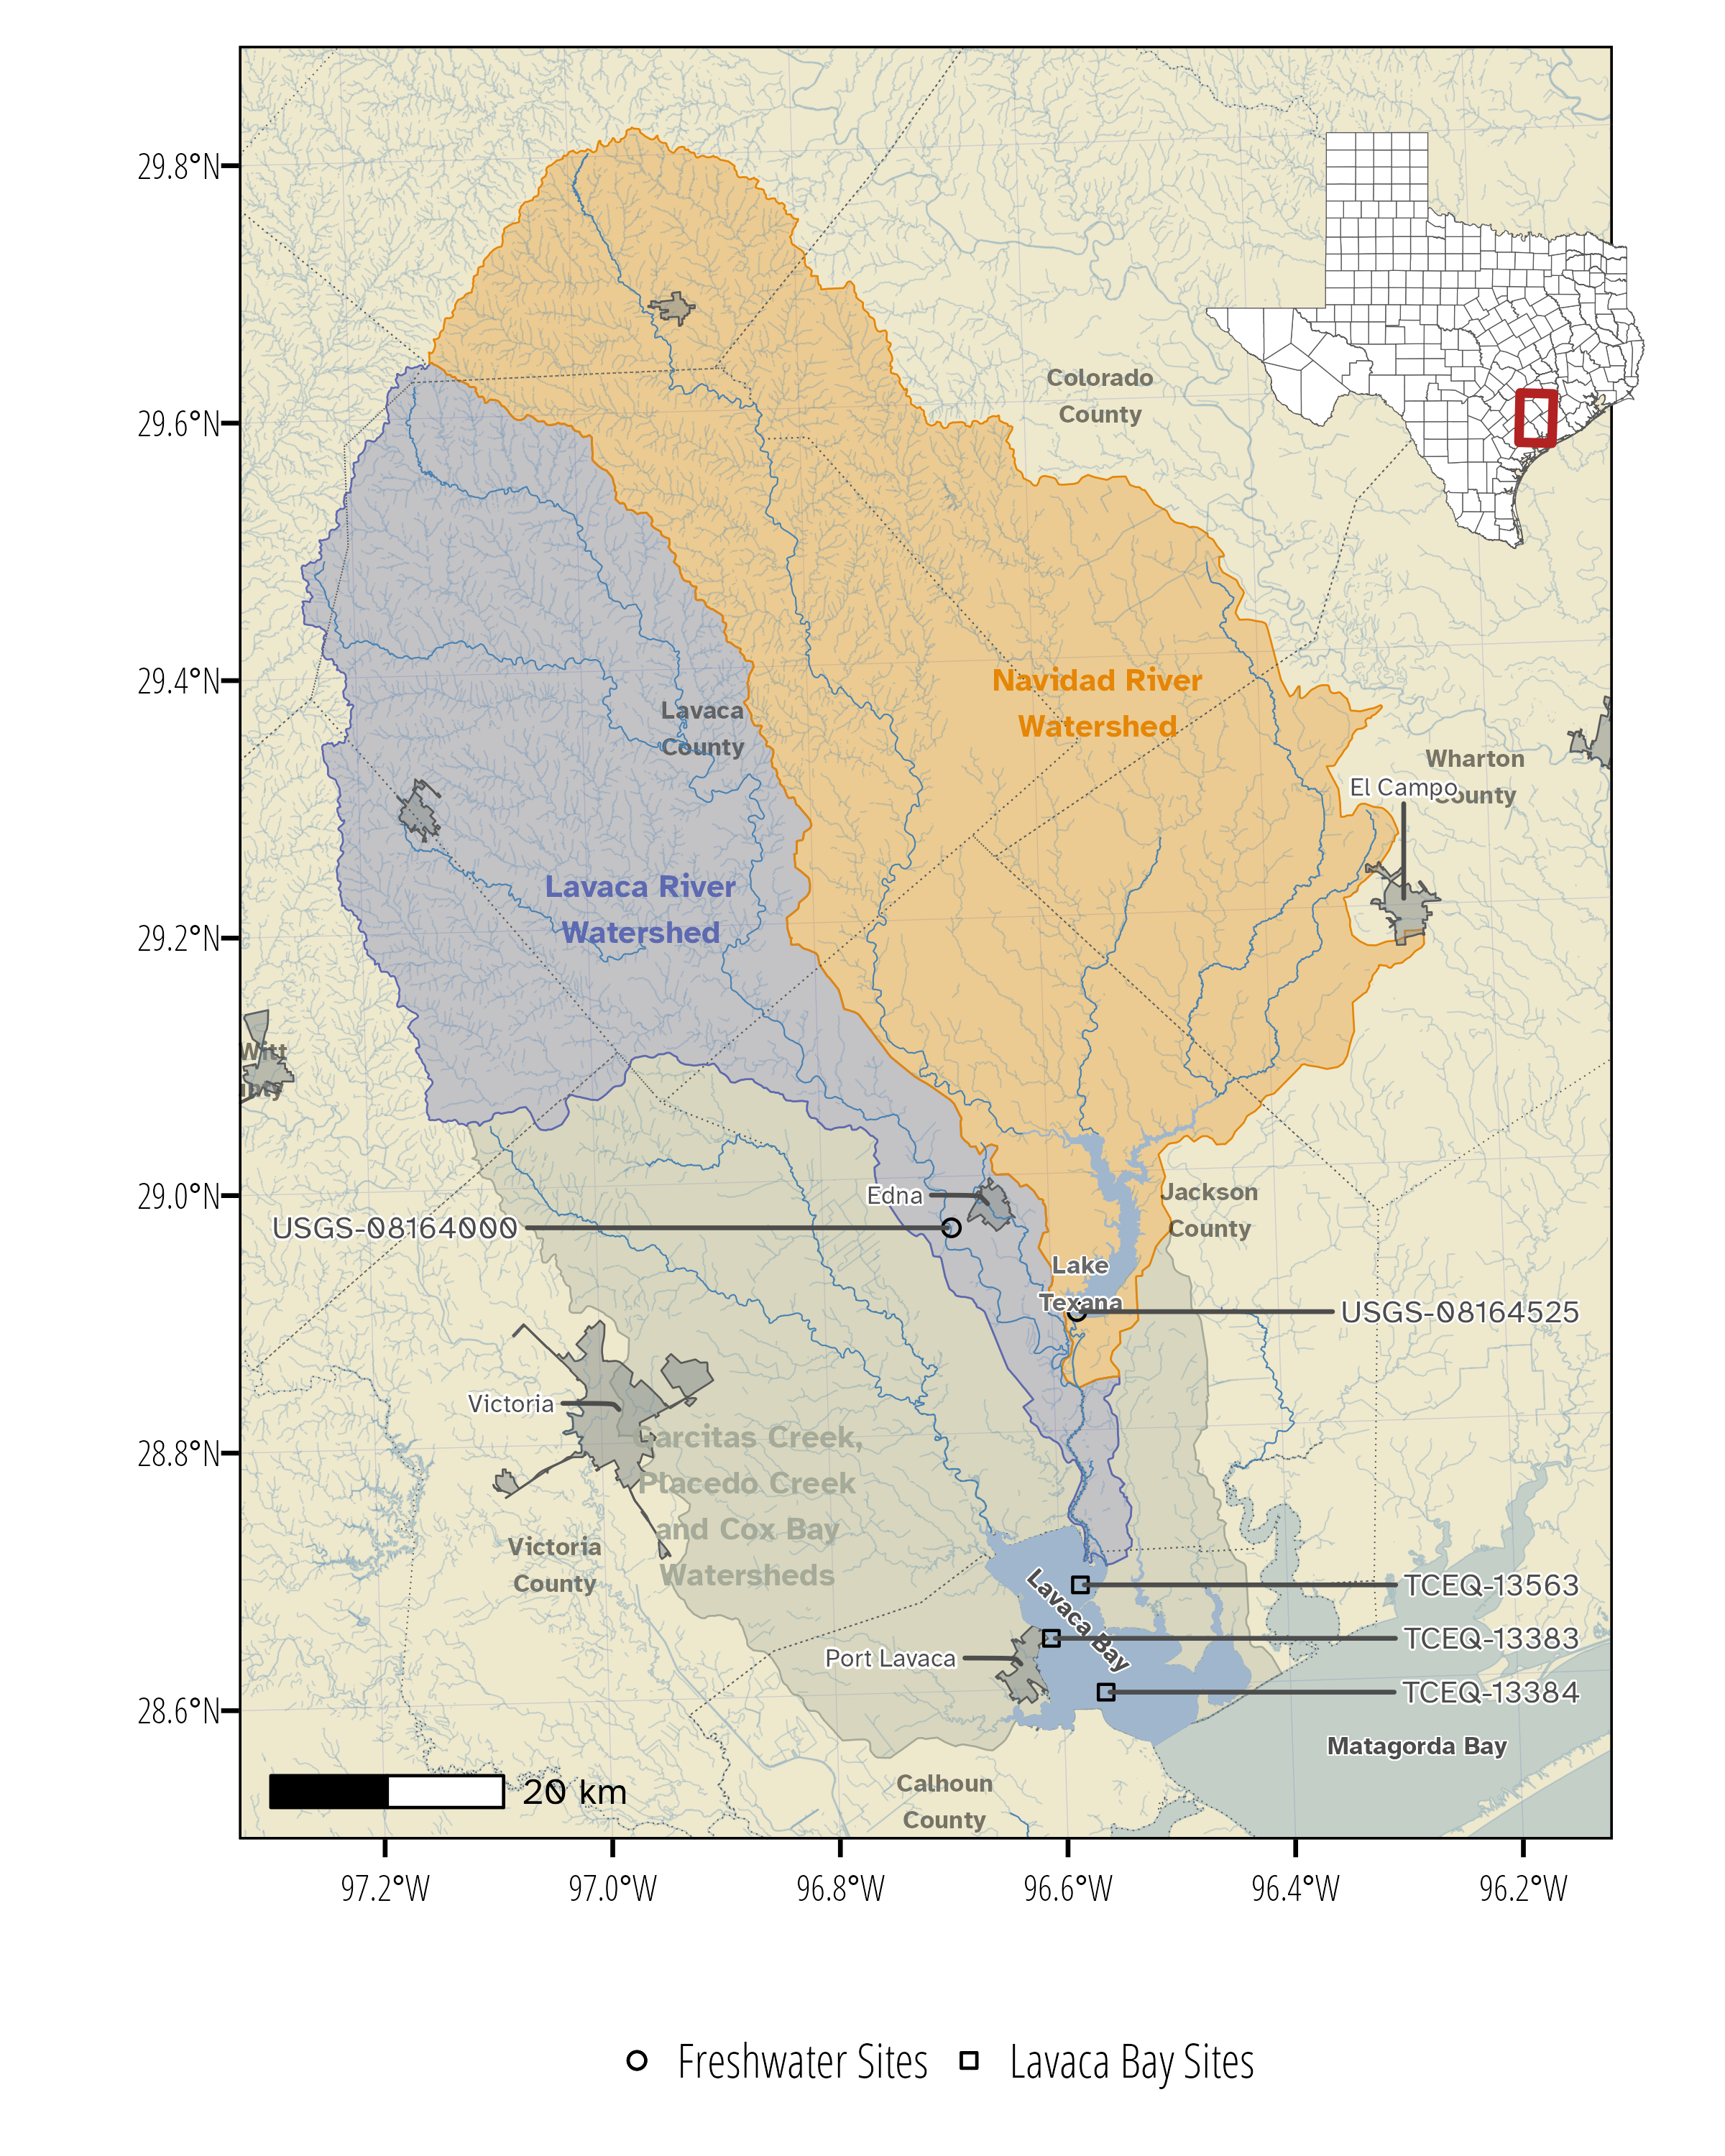 29.8°N
29.6°N
29.4°N
29.2°N
29.0°N
28.8°N
28.6°N
Colorado
County
Navidad River
Watershed
Lavaca
County
Wharton
County
El Campo
Lavaca River
Watershed
Witt
Edna
Jackson
County
USGS-08164000
Lake
Texana
USGS-08164525
Victoria
Garcitas Creek,
Placedo Creek
and Cox Bay
Watersheds
Victoria
County
Lavaca Bay
TCEQ-13563
TCEQ-13383
Port Lavaca
TCEQ-13384
Matagorda Bay
Calhoun
County
20 km
97.2°W
97.0°W
96.8°W
96.6°W
96.4°W
96.2°W
Freshwater Sites
Lavaca Bay Sites